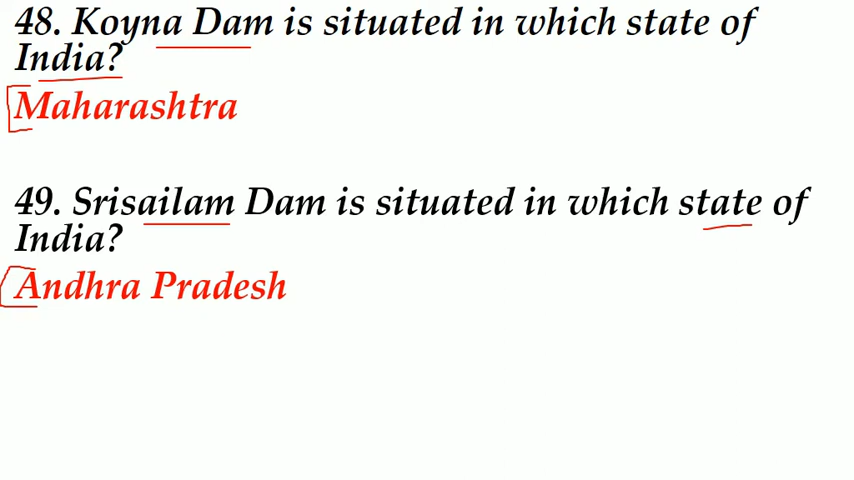 48. Koyna Dam is situated in which state of
India?
Maharashtra
49. Srisailam Dam is situated in which state of
India?
Andhra Pradesh